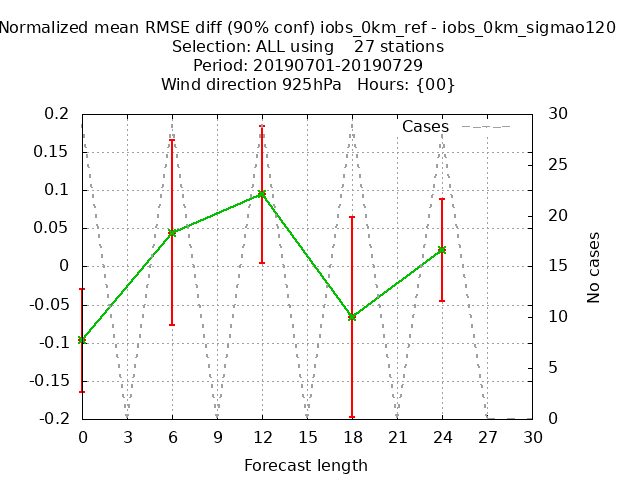 Normalized mean RMSE diff (90% conf) iobs_0km_ref - iobs_0km_sigmao120
Selection: ALL using 27 stations
Period: 20190701-20190729
Wind direction 925hPa Hours: {00}
Cases
0.2
0.15
0.1
0.05
0
-0.05
-0.1
-0.15
-0.2
30
25
20
15
10
5
0
No cases
0 3 6 9 12 15 18 21 24 27 30
Forecast length